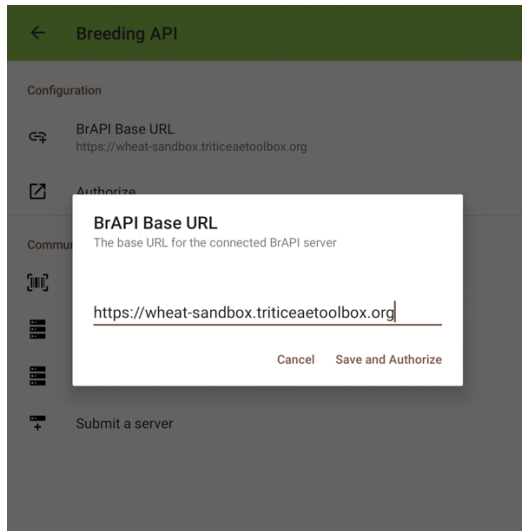 Breeding API
Configuration
BrAPI Base URL
https://wheat-sandbox.triticeaetoolbox.org
Authorize
Commu
BrAPI Base URL
The base URL for the connected BrAPI server
https://wheat-sandbox.triticeaetoolbox.org
Cancel Save and Authorize
Submit a server